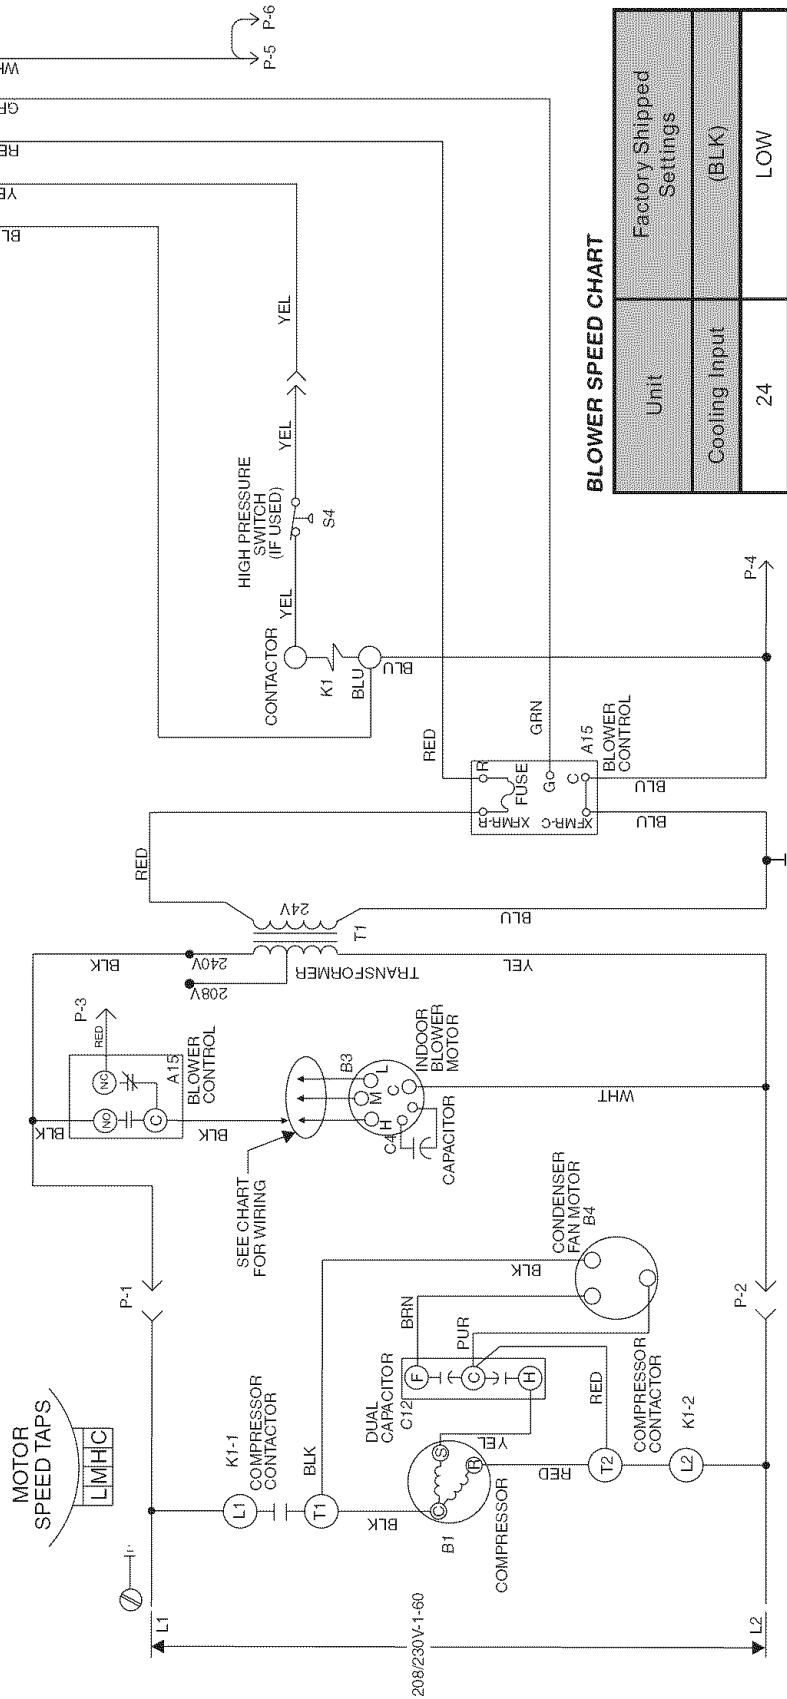 MOTOR
SPEED TAPS
L M H C
L1
208/230V-1-60
L2
L1
K1-1
COMPRESSOR
CONTACTOR
T1
BLK
BLK
B1
COMPRESSOR
C
S
R
YEL
RED
RED
T2
L2
COMPRESSOR
CONTACTOR
K1-2
DUAL
CAPACITOR
C12
F
C
H
BRN
PUR
BLK
CONDENSER
FAN MOTOR
B4
P-1
P-2
SEE CHART
FOR WIRING
BLK
BLK
NO
NC
C
RED
P-3
A15
BLOWER
CONTROL
B3
H
M
L
C
C4
CAPACITOR
INDOOR
BLOWER
MOTOR
WHT
BLK
208V
240V
TRANSFORMER
24V
T1
YEL
RED
BLU
XFMR-R
XFMR-C
R
FUSE
G
C
A15
BLOWER
CONTROL
BLU
BLU
RED
GRN
CONTACTOR
K1
BLU
BLU
YEL
HIGH PRESSURE
SWITCH
(IF USED)
S4
YEL
YEL
P-4
P-5
P-6
BLOWER SPEED CHART
Unit
Factory Shipped
Settings
Cooling Input
(BLK)
24
LOW